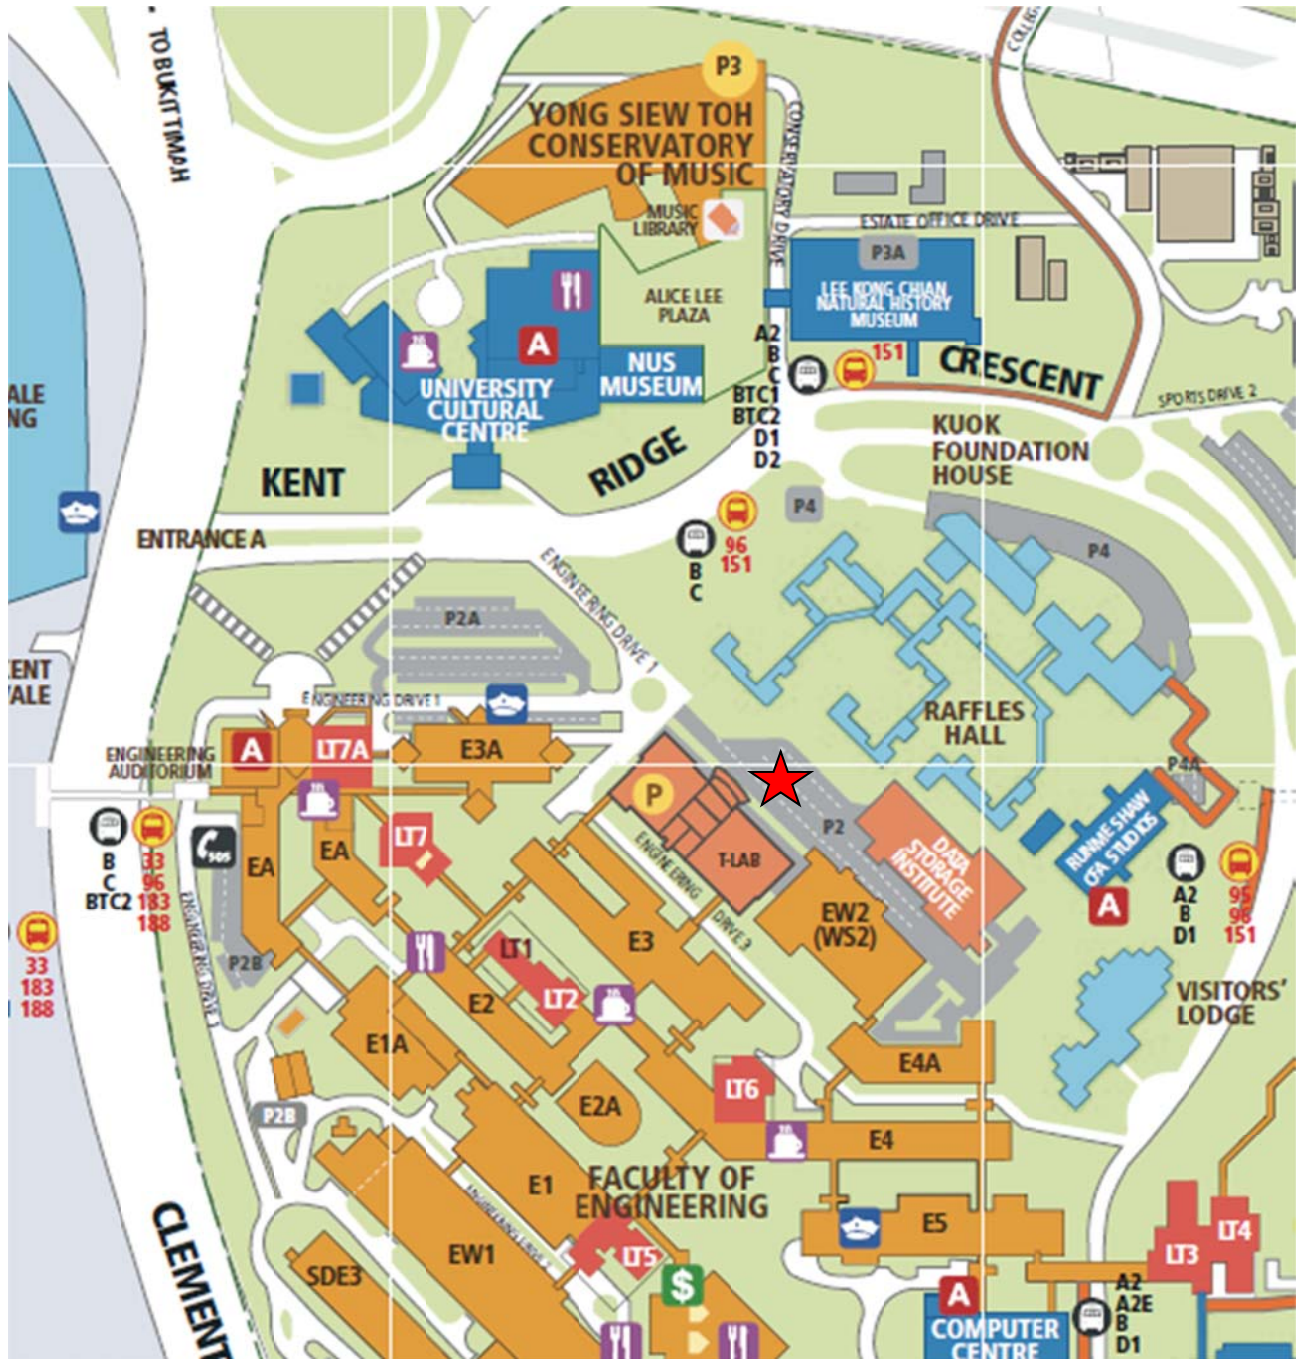 TO BUKIT TIMAH
P3
YONG SIEW TOH
CONSERVATORY
OF MUSIC
MUSIC
LIBRARY
CONSERVATORY DRIVE
ESTATE OFFICE DRIVE
P3A
LEE KONG CHIAN
NATURAL HISTORY
MUSEUM
ALICE LEE
PLAZA
A
NUS
MUSEUM
UNIVERSITY
CULTURAL
CENTRE
A2
B
C
BTC1
BTC2
D1
D2
151
CRESCENT
SPORTS DRIVE 2
KUOK
FOUNDATION
HOUSE
RIDGE
KENT
ENTRANCE A
P4
96
151
B
C
P4
ENGINEERING DRIVE 1
P2A
ENGINEERING DRIVE 1
RAFFLES
HALL
ENGINEERING
AUDITORIUM
A
LT7A
E3A
P
P4A
P2
T-LAB
ENGINEERING DRIVE 3
DATA
STORAGE
INSTITUTE
RUNME SHAW
CFA STUDIOS
A
A2
B
D1
95
96
151
B
C
BTC2
33
96
183
188
SOS
EA
EA
LT7
33
183
188
P2B
LT1
LT2
E3
EW2
(WS2)
E2
E1A
VISITORS'
LODGE
E4A
LT6
E2A
P2B
E4
E1
FACULTY OF
ENGINEERING
E5
EW1
LT5
SDE3
$
LT3
LT4
A
COMPUTER
CENTRE
A2
A2E
B
D1
CLEMENT